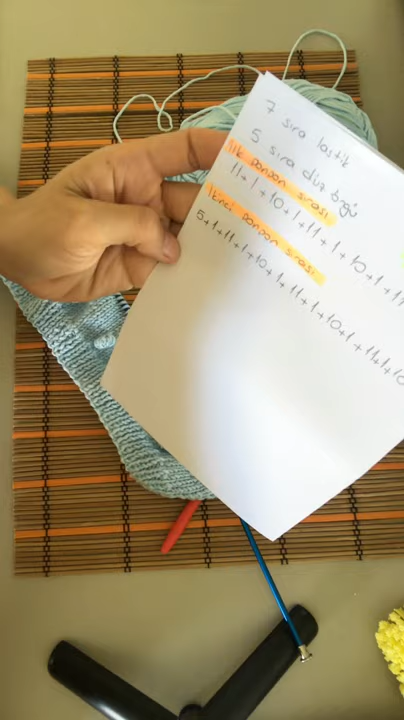 7 sıra lastik
5 sıra düz örgü
İlk ponpon sırası
11+1+10+1+11+1+10+1+11
İkinci ponpon sırası
5+1+11+1+10+1+11+1+10+1+11+1+10